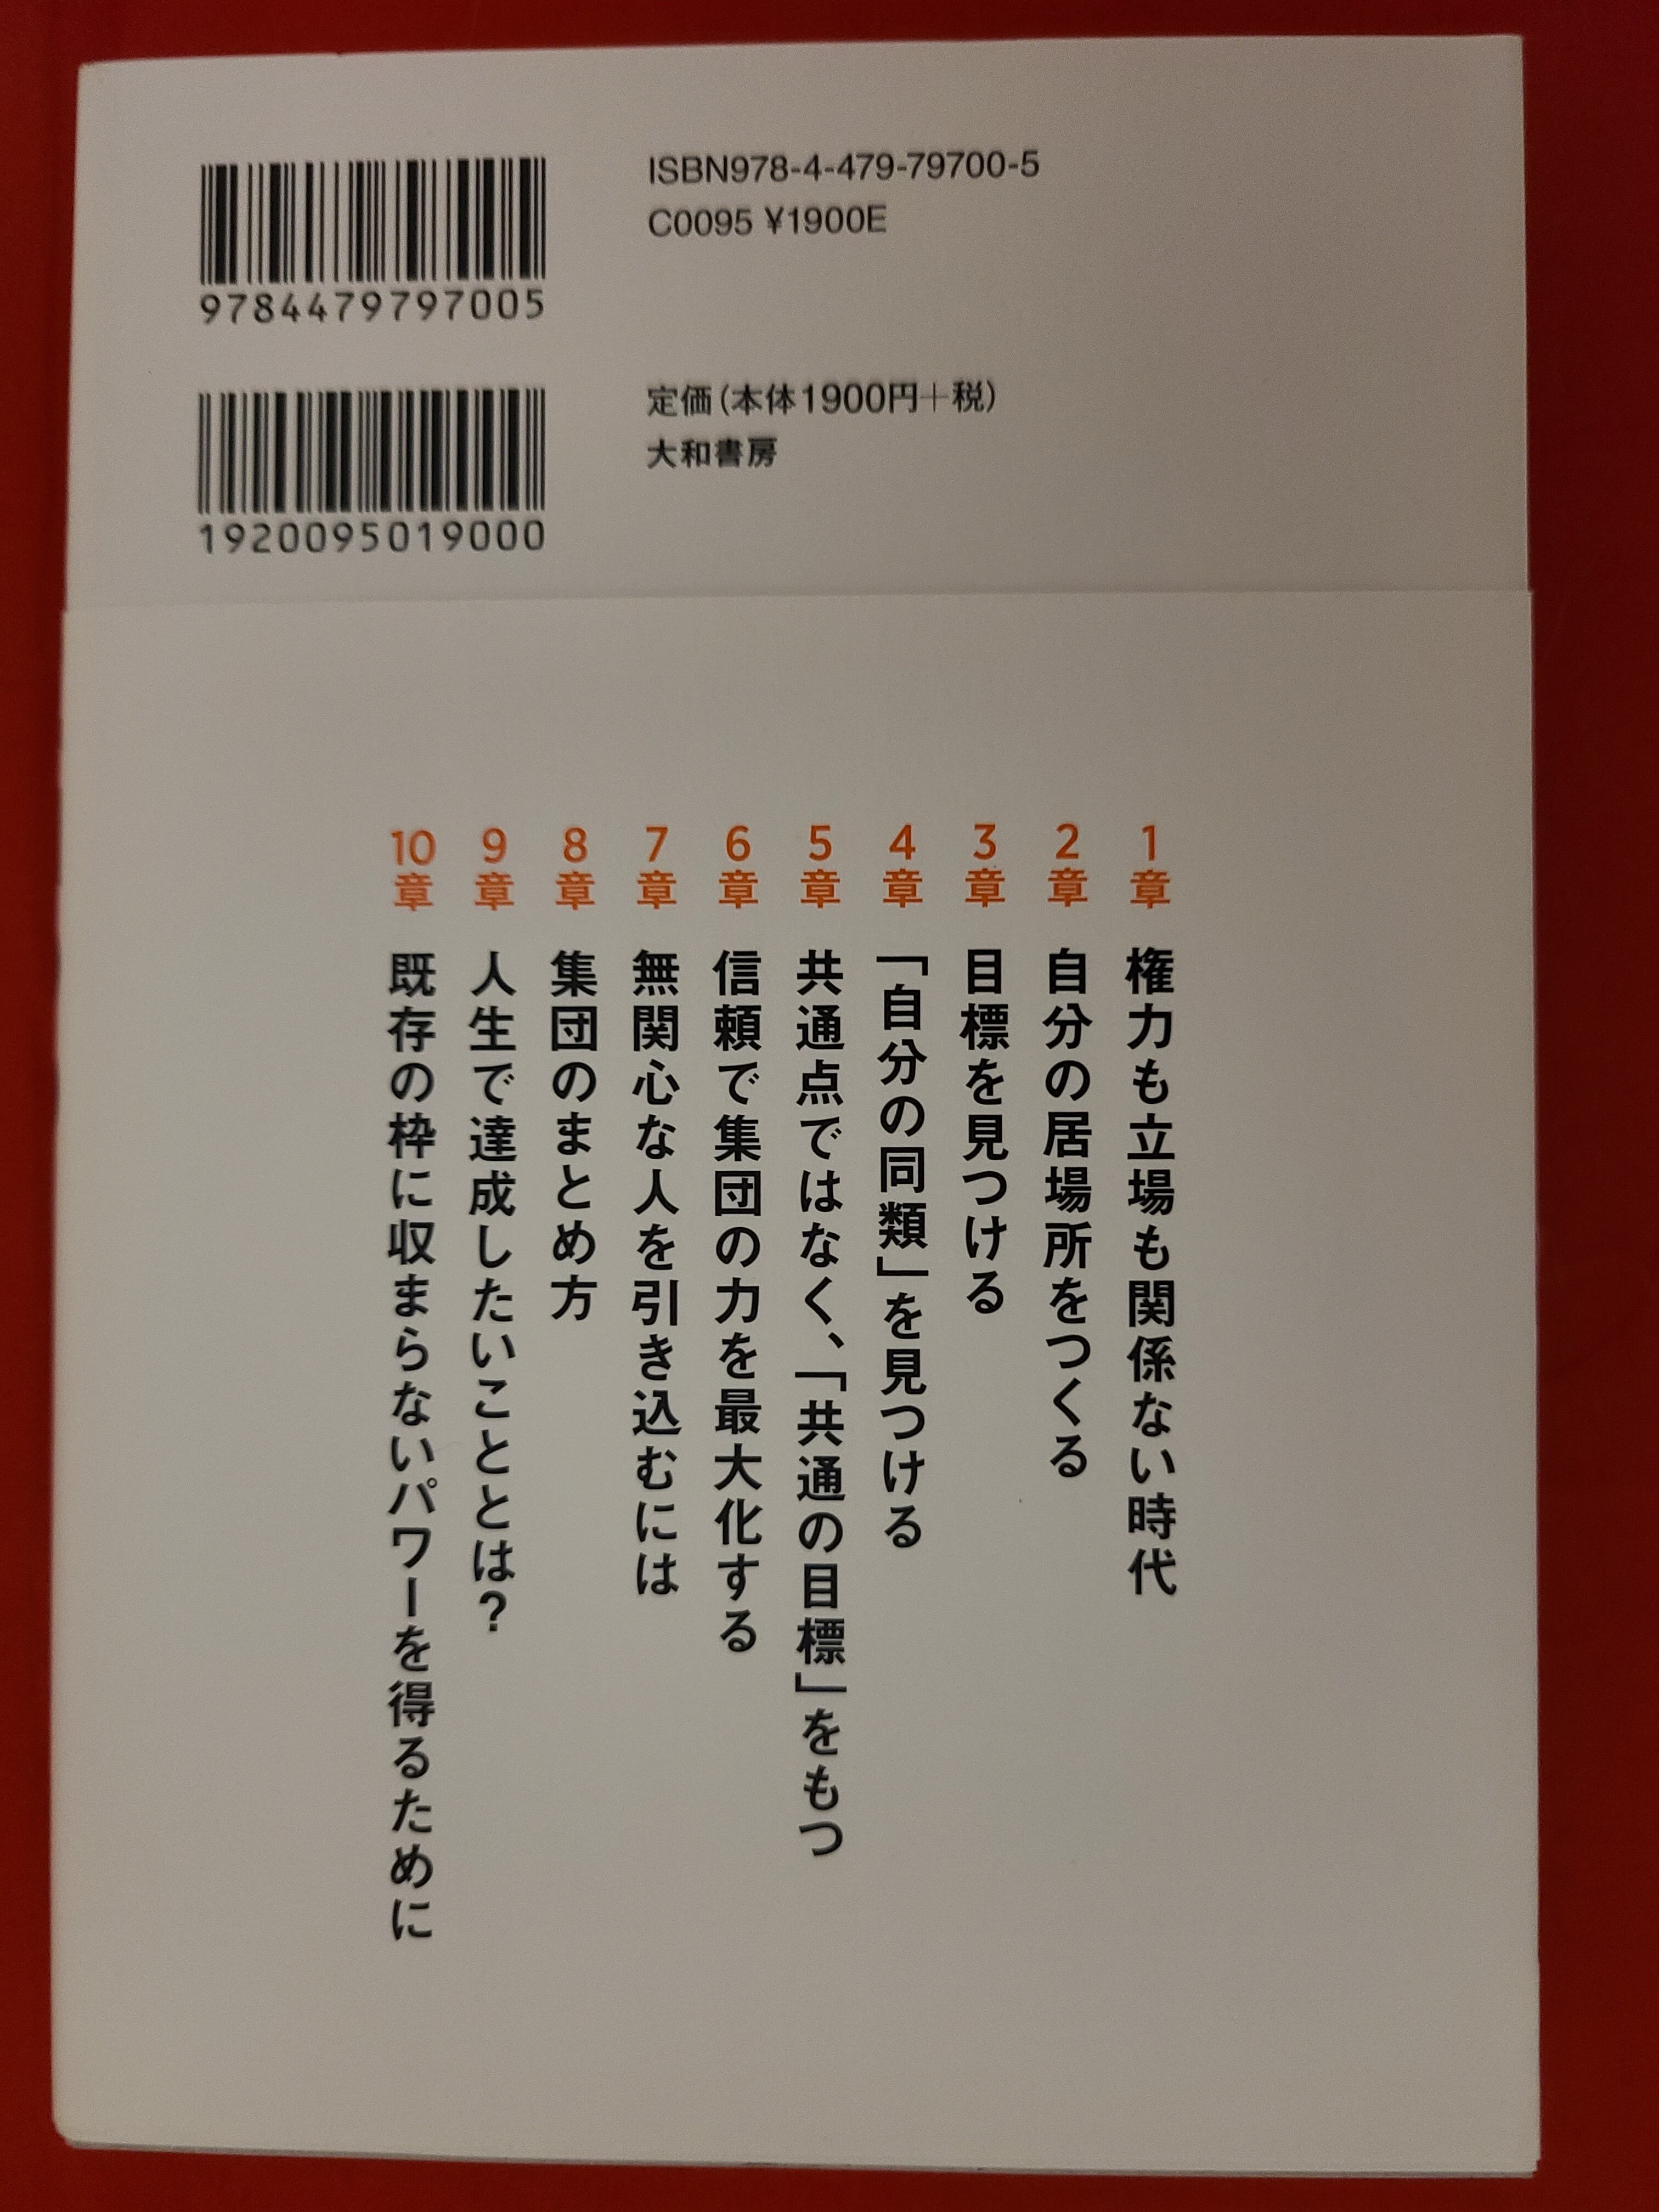 ISBN978-4-479-79700-5
C0095 ¥1900E
9784479797005
定価(本体1900円+税)
大和書房
1920095019000
1章 権力も立場も関係ない時代
2章 自分の居場所をつくる
3章 目標を見つける
4章 「自分の同類」を見つける
5章 共通点ではなく、「共通の目標」をもつ
6章 信頼で集団の力を最大化する
7章 無関心な人を引き込むには
8章 集団のまとめ方
9章 人生で達成したいこととは?
10章 既存の枠に収まらないパワーを得るために